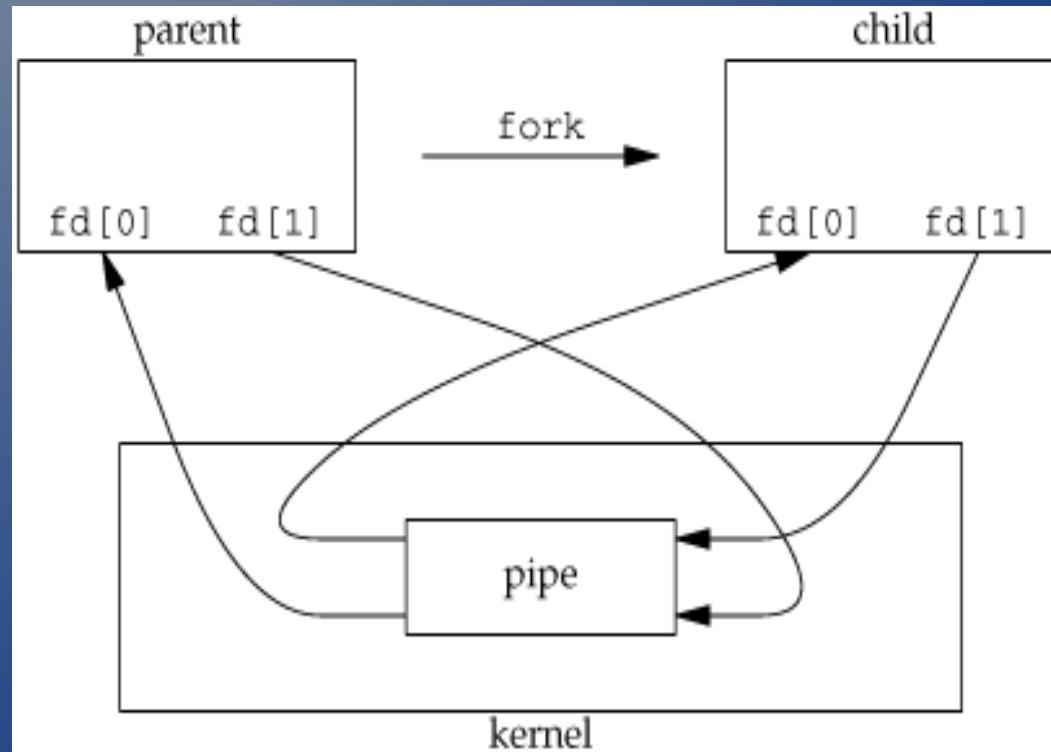 parent
child
fork
fd[0] fd[1]
fd[0] fd[1]
pipe
kernel